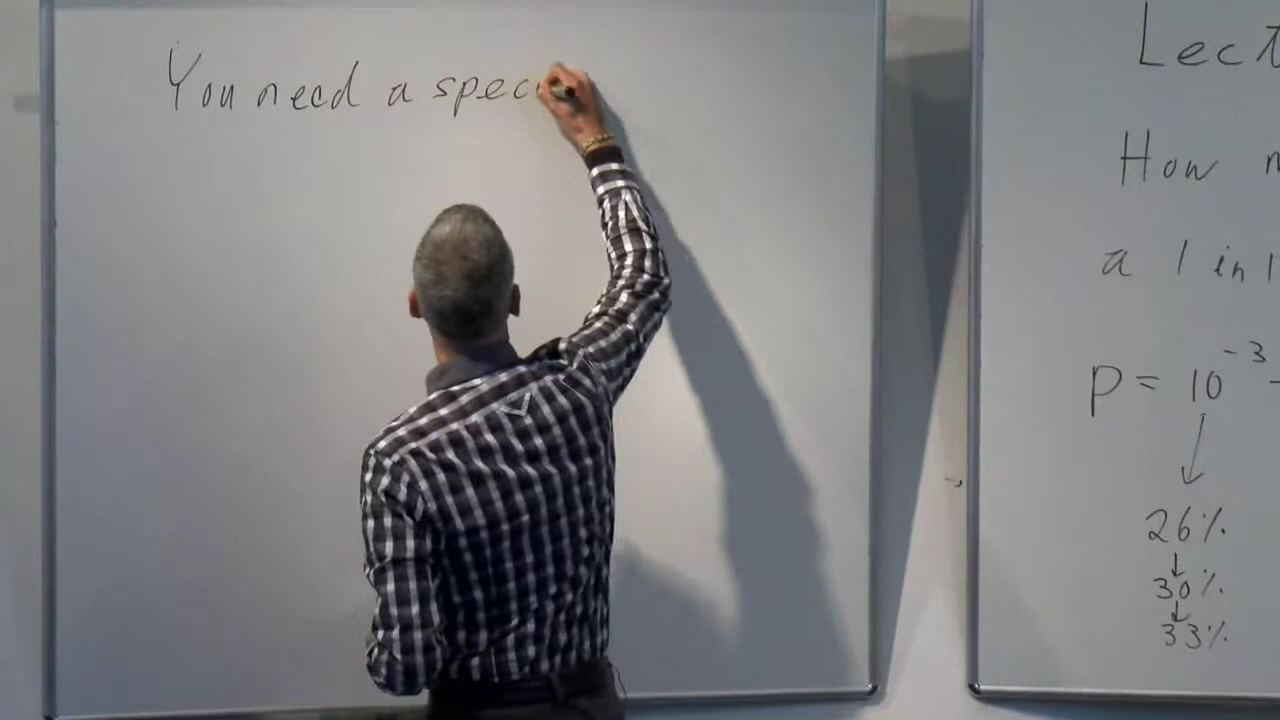 You need a spec
Lect
How
a 1 in 1
p = 10⁻³
↓
26%
↓
30%
↓
33%